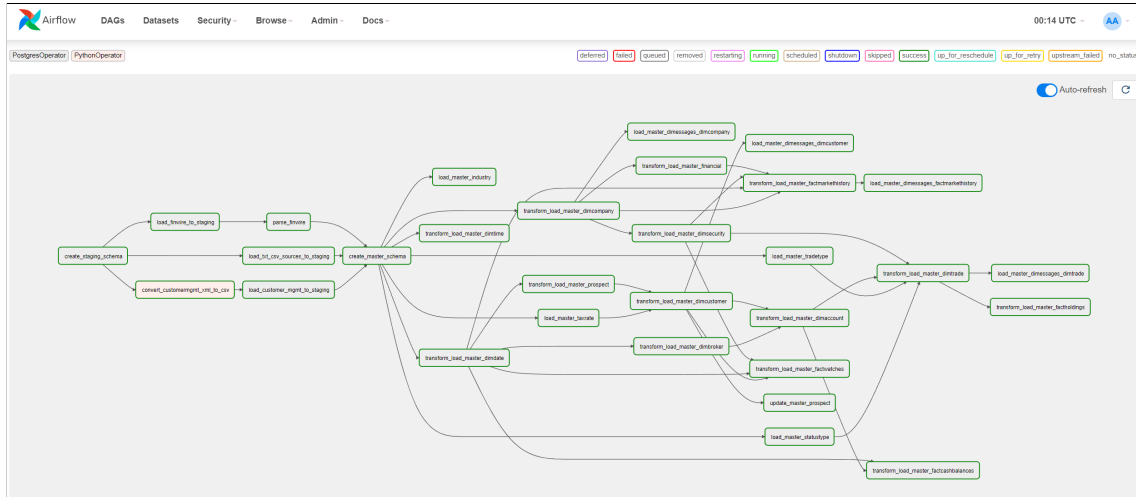 Airflow DAGs Datasets Security Browse Admin Docs 00:14 UTC AA
PostgresOperator PythonOperator deferred failed queued removed restarting running scheduled shutdown skipped success up_for_reschedule up_for_retry upstream_failed no_status
Auto-refresh
load_master_dimessages_dimcompany
load_master_dimessages_dimcustomer
transform_load_master_financial
load_master_industry
transform_load_master_factmarkethistory load_master_dimessages_factmarkethistory
transform_load_master_dimcompany
load_finwire_to_staging parse_finwire
transform_load_master_dimtime transform_load_master_dimsecurity
create_staging_schema load_txt_csv_sources_to_staging create_master_schema load_master_tradetype
transform_load_master_dimtrade load_master_dimessages_dimtrade
convert_customermgmt_xml_to_csv load_customer_mgmt_to_staging transform_load_master_prospect
transform_load_master_dimcustomer
transform_load_master_factholdings
load_master_taxrate transform_load_master_dimaccount
transform_load_master_dimbroker
transform_load_master_dimdate
transform_load_master_factwatches
update_master_prospect
load_master_statustype
transform_load_master_factcashbalances